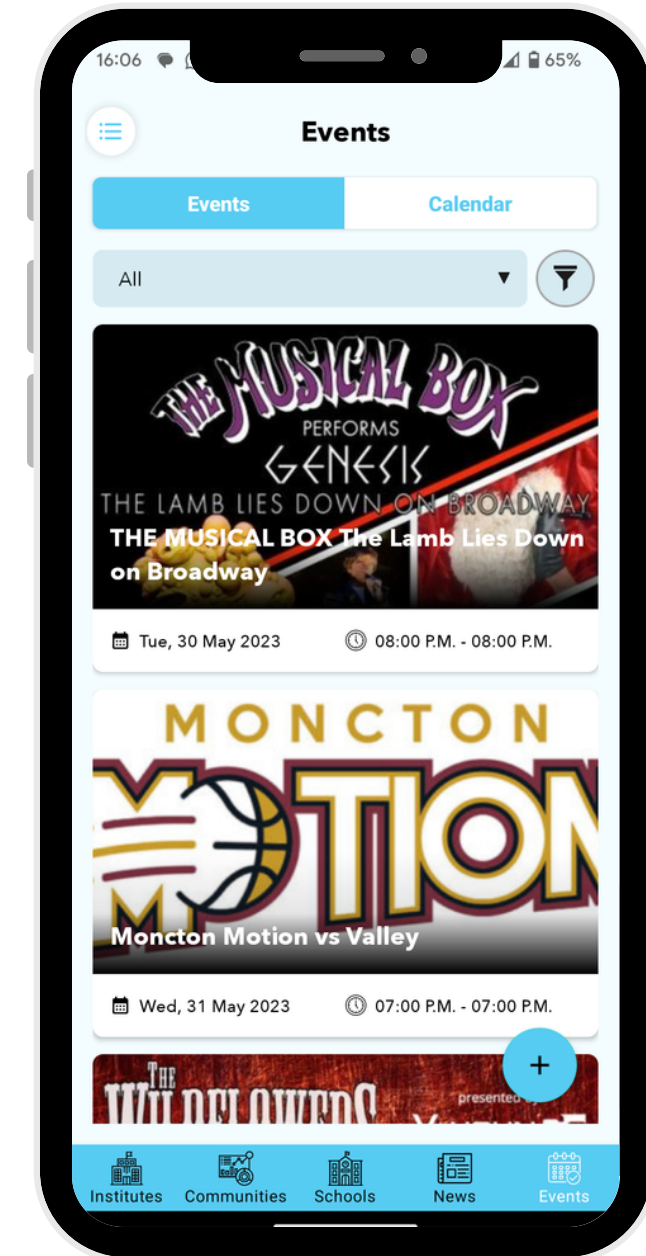 16:06
65%
Events
Events
Calendar
All
THE MUSICAL BOX
PERFORMS
GENESIS
THE LAMB LIES DOWN ON BROADWAY
THE MUSICAL BOX The Lamb Lies Down
on Broadway
Tue, 30 May 2023
08:00 P.M. - 08:00 P.M.
MONCTON
MOTION
Moncton Motion vs Valley
Wed, 31 May 2023
07:00 P.M. - 07:00 P.M.
+
THE
WILDFLOWERS
presented
Institutes
Communities
Schools
News
Events